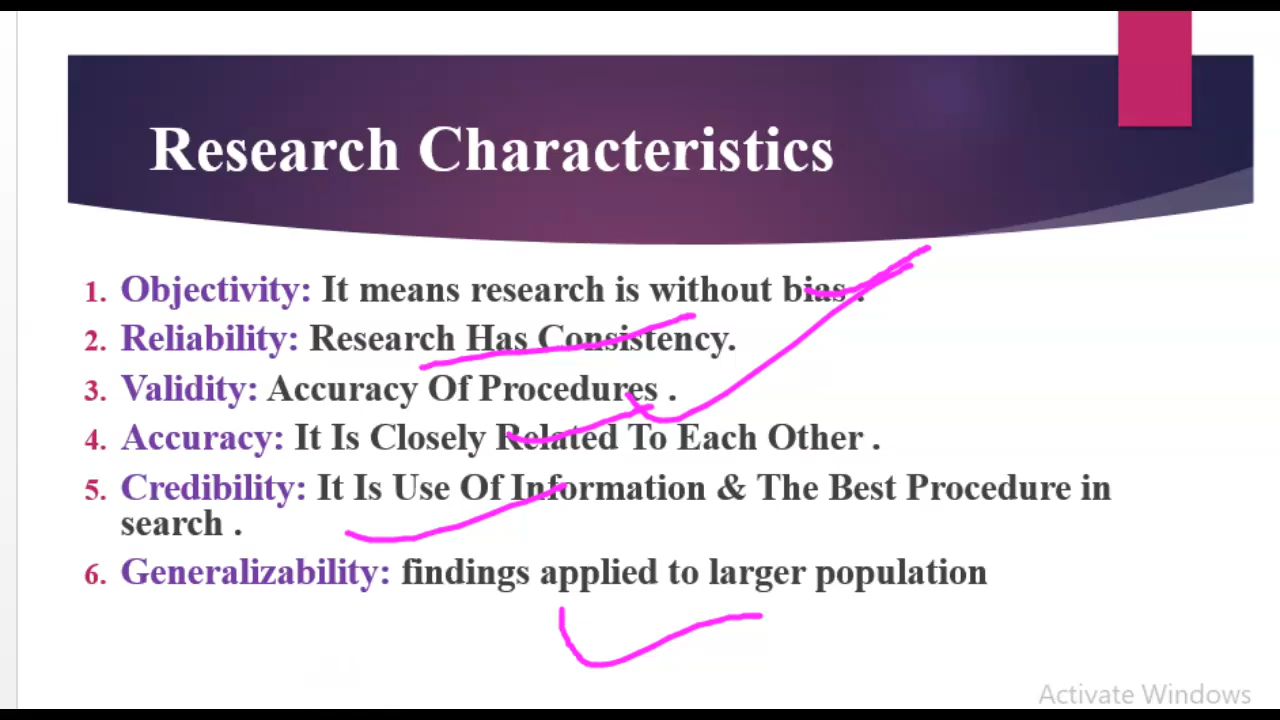 Research Characteristics
1. Objectivity: It means research is without bias .
2. Reliability: Research Has Consistency.
3. Validity: Accuracy Of Procedures .
4. Accuracy: It Is Closely Related To Each Other .
5. Credibility: It Is Use Of Information & The Best Procedure in
search .
6. Generalizability: findings applied to larger population
Activate Windows